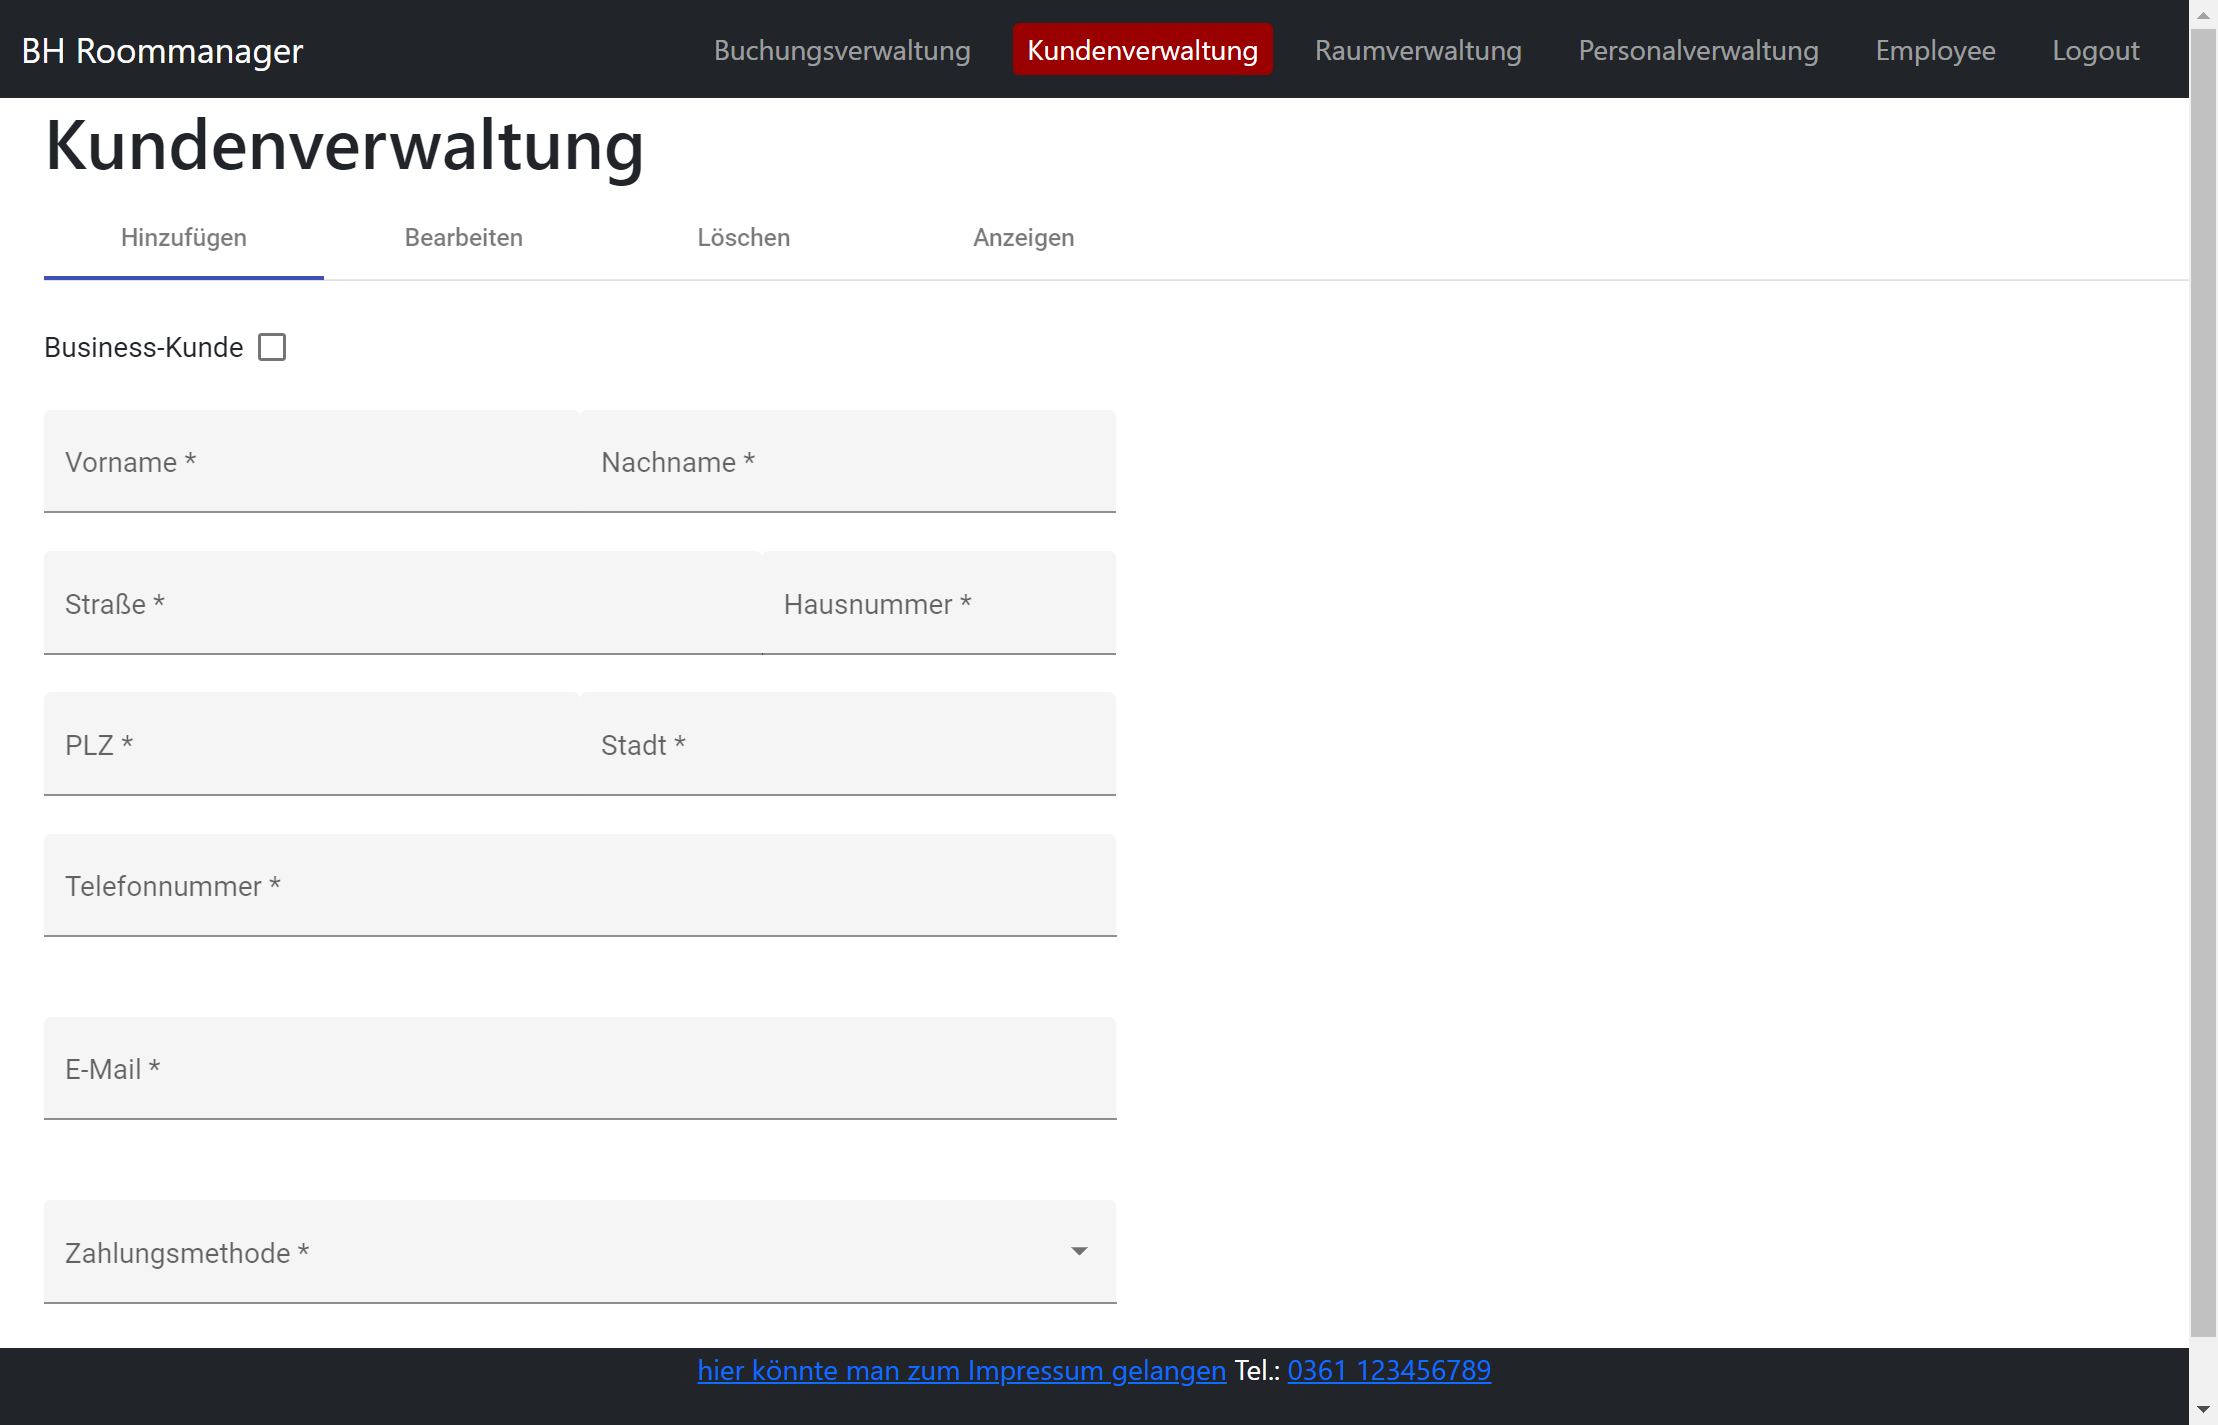 BH Roommanager
Buchungsverwaltung Kundenverwaltung Raumverwaltung Personalverwaltung Employee Logout
Kundenverwaltung
Hinzufügen Bearbeiten Löschen Anzeigen
Business-Kunde
Vorname * Nachname *
Straße * Hausnummer *
PLZ * Stadt *
Telefonnummer *
E-Mail *
Zahlungsmethode *
hier könnte man zum Impressum gelangen Tel.: 0361 123456789